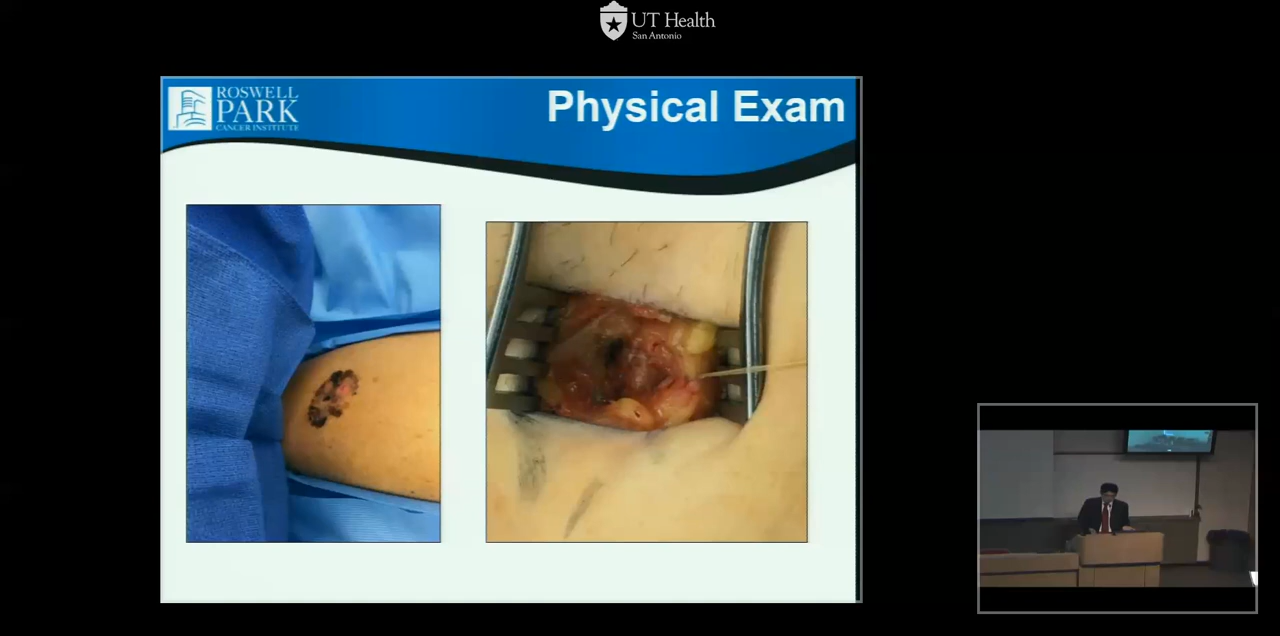 UT Health
San Antonio
ROSWELL
PARK
CANCER INSTITUTE
Physical Exam